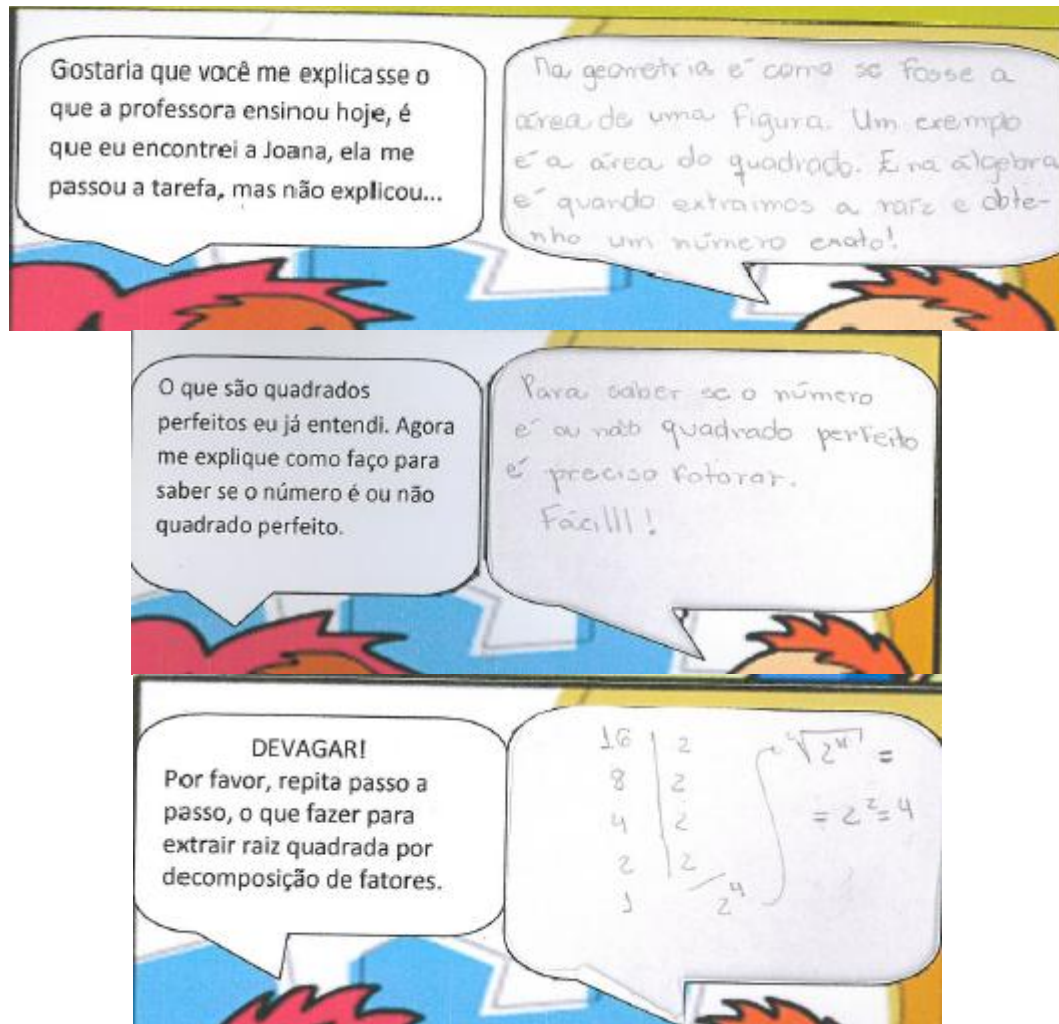 Gostaria que você me explicasse o
que a professora ensinou hoje, é
que eu encontrei a Joana, ela me
passou a tarefa, mas não explicou...
Na geometria é como se fosse a
área de uma figura. Um exemplo
é a área do quadrado. E na álgebra
é quando extraimos a raiz e obte-
nho um número exato!
O que são quadrados
perfeitos eu já entendi. Agora
me explique como faço para
saber se o número é ou não
quadrado perfeito.
Para saber se o número
é ou não quadrado perfeito
é preciso fatorar.
Fácilll!
DEVAGAR!
Por favor, repita passo a
passo, o que fazer para
extrair raiz quadrada por
decomposição de fatores.
16 | 2
8 | 2
4 | 2
2 | 2
1 2⁴
√2⁴ =
= 2² = 4